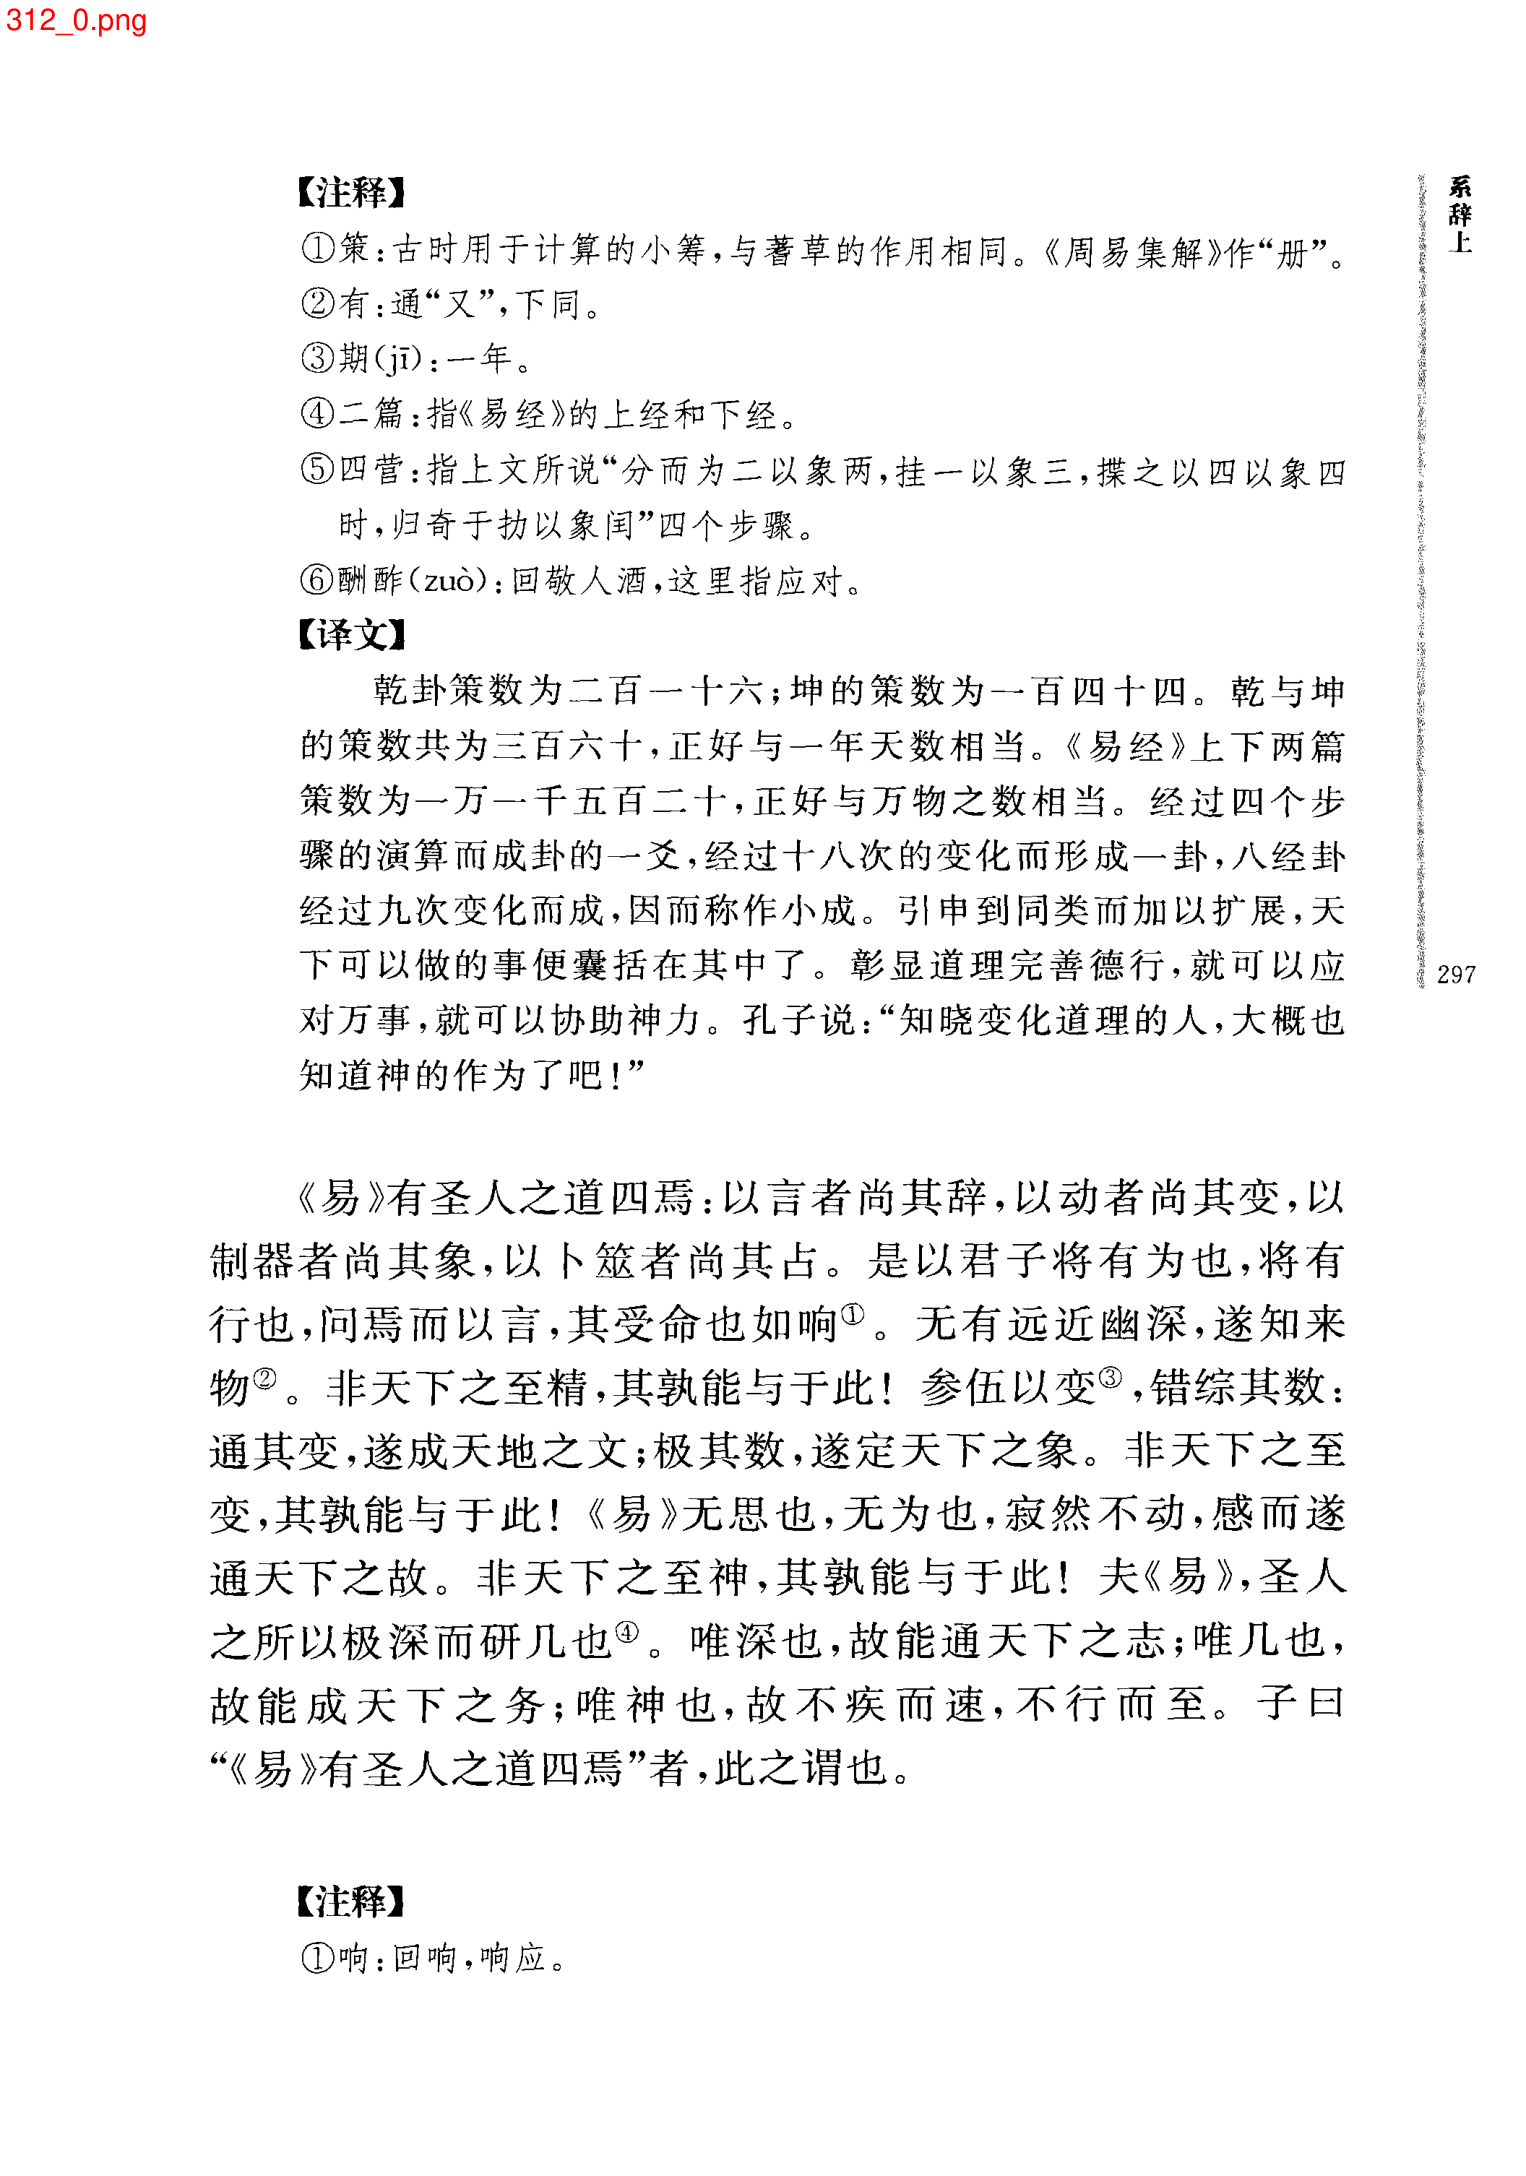 312_0.png
【注释】
①策:古时用于计算的小筹,与蓍草的作用相同。《周易集解》作“册”。
②有:通“又”,下同。
③期(jī):一年。
④二篇:指《易经》的上经和下经。
⑤四营:指上文所说“分而为二以象两,挂一以象三,揲之以四以象四
时,归奇于扐以象闰”四个步骤。
⑥酬酢(zuò):回敬人酒,这里指应对。
【译文】
乾卦策数为二百一十六;坤的策数为一百四十四。乾与坤
的策数共为三百六十,正好与一年天数相当。《易经》上下两篇
策数为一万一千五百二十,正好与万物之数相当。经过四个步
骤的演算而成卦的一爻,经过十八次的变化而形成一卦,八经卦
经过九次变化而成,因而称作小成。引申到同类而加以扩展,天
下可以做的事便囊括在其中了。彰显道理完善德行,就可以应
对万事,就可以协助神力。孔子说:“知晓变化道理的人,大概也
知道神的作为了吧!”
《易》有圣人之道四焉:以言者尚其辞,以动者尚其变,以
制器者尚其象,以卜筮者尚其占。是以君子将有为也,将有
行也,问焉而以言,其受命也如响①。无有远近幽深,遂知来
物②。非天下之至精,其孰能与于此!参伍以变③,错综其数:
通其变,遂成天地之文;极其数,遂定天下之象。非天下之至
变,其孰能与于此!《易》无思也,无为也,寂然不动,感而遂
通天下之故。非天下之至神,其孰能与于此!夫《易》,圣人
之所以极深而研几也④。唯深也,故能通天下之志;唯几也,
故能成天下之务;唯神也,故不疾而速,不行而至。子曰
“《易》有圣人之道四焉”者,此之谓也。
【注释】
①响:回响,响应。
系辞上
297